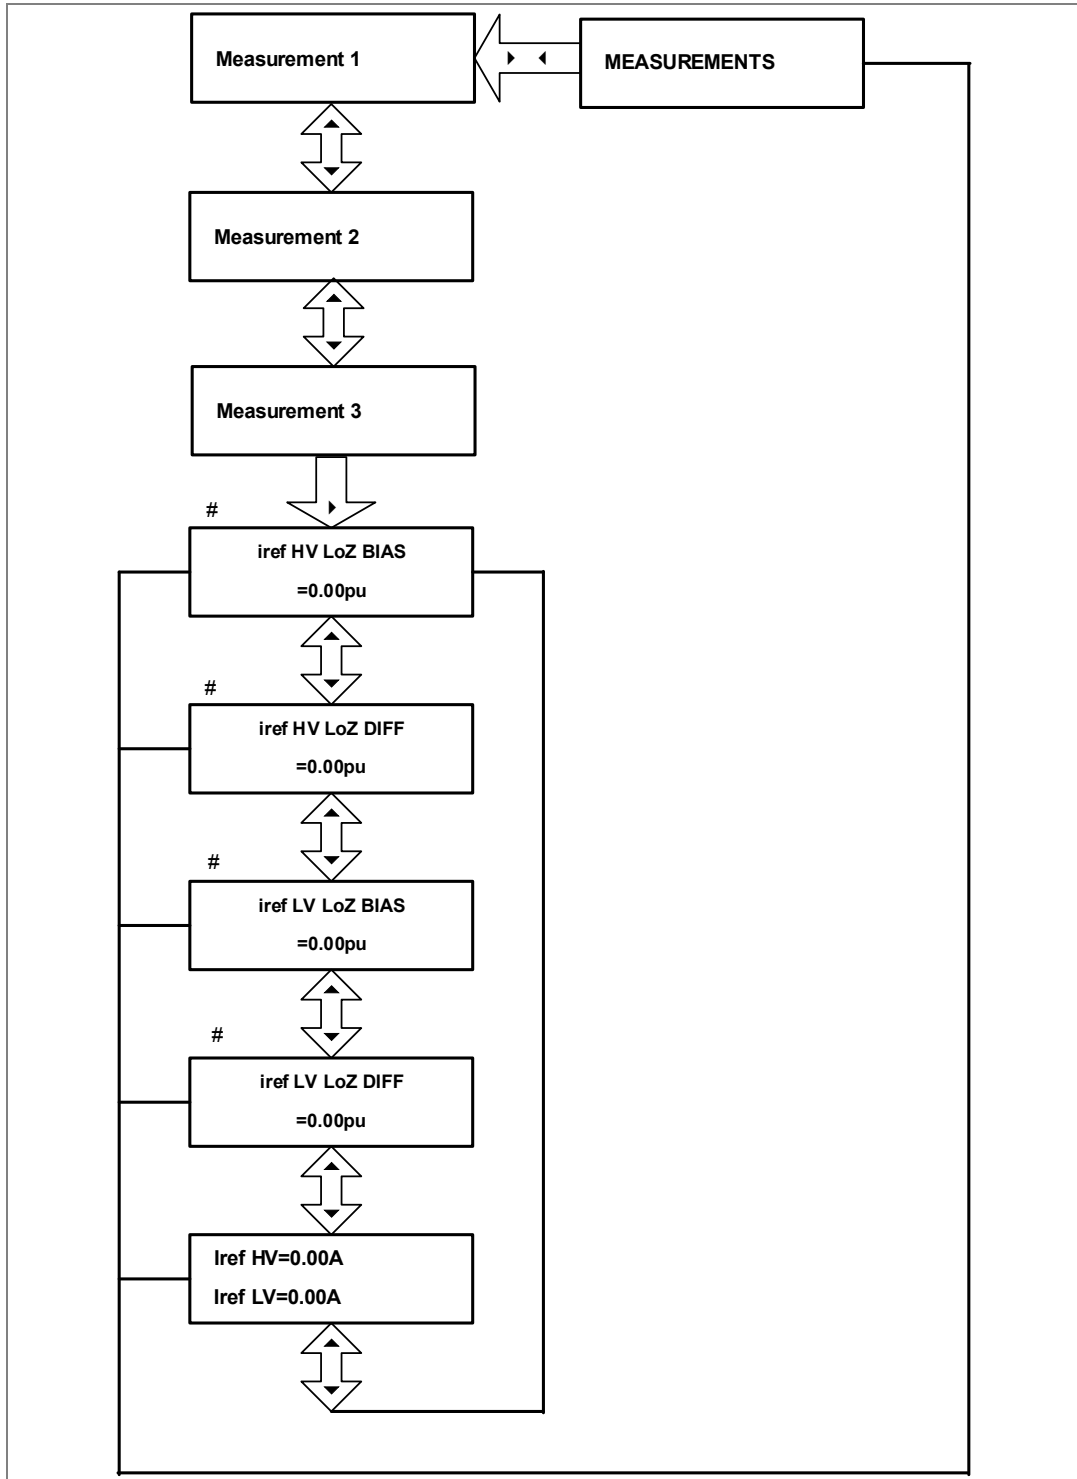 Measurement 1
MEASUREMENTS
Measurement 2
Measurement 3
#
iref HV LoZ BIAS
=0.00pu
#
iref HV LoZ DIFF
=0.00pu
#
iref LV LoZ BIAS
=0.00pu
#
iref LV LoZ DIFF
=0.00pu
Iref HV=0.00A
Iref LV=0.00A